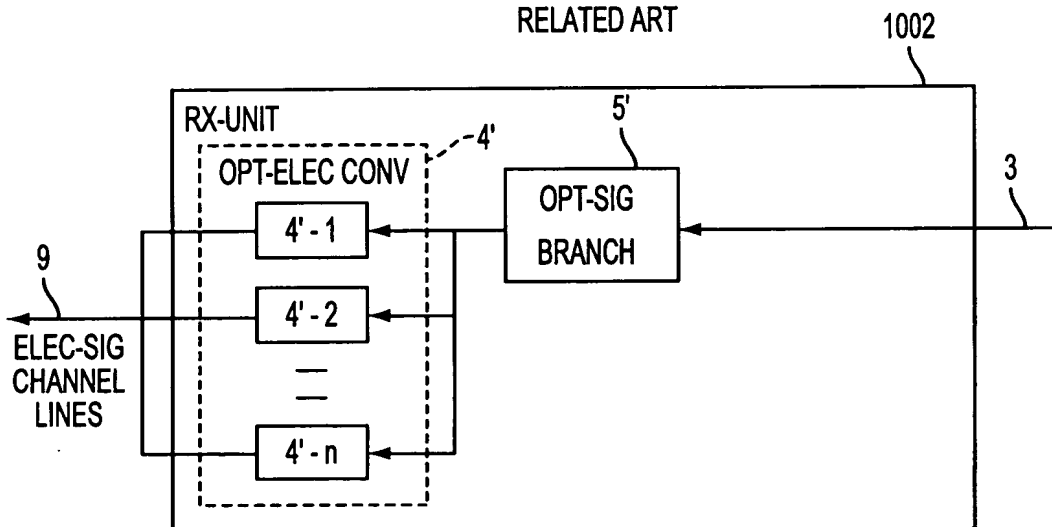 RELATED ART
1002
RX-UNIT
4'
5'
OPT-ELEC CONV
OPT-SIG
BRANCH
3
4'-1
9
4'-2
ELEC-SIG
CHANNEL
LINES
4'-n